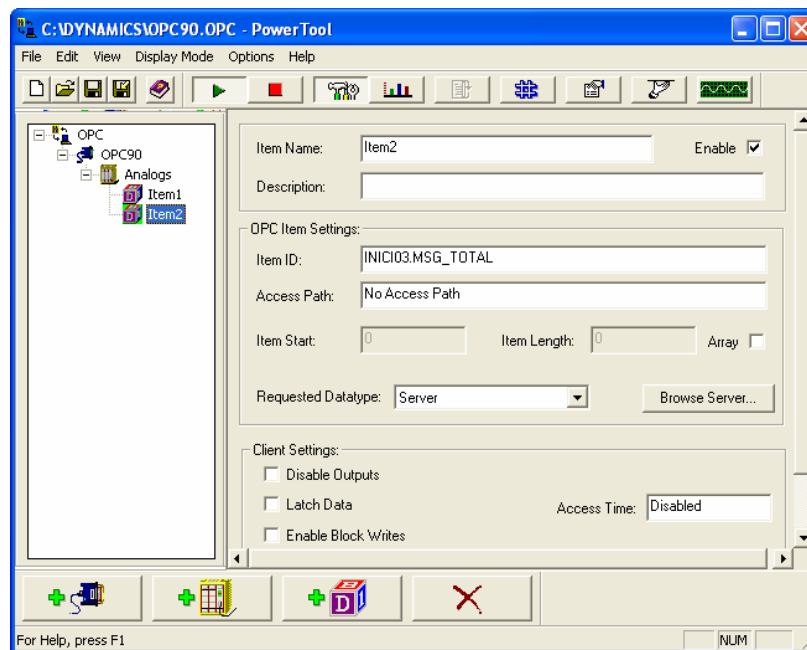 C:\DYNAMICS\OPC90.OPC - PowerTool
File Edit View Display Mode Options Help
OPC
OPC90
Analogs
Item1
Item2
Item Name: Item2 Enable
Description:
OPC Item Settings:
Item ID: INICI03.MSG_TOTAL
Access Path: No Access Path
Item Start: 0 Item Length: 0 Array
Requested Datatype: Server Browse Server...
Client Settings:
Disable Outputs
Latch Data Access Time: Disabled
Enable Block Writes
D
For Help, press F1 NUM